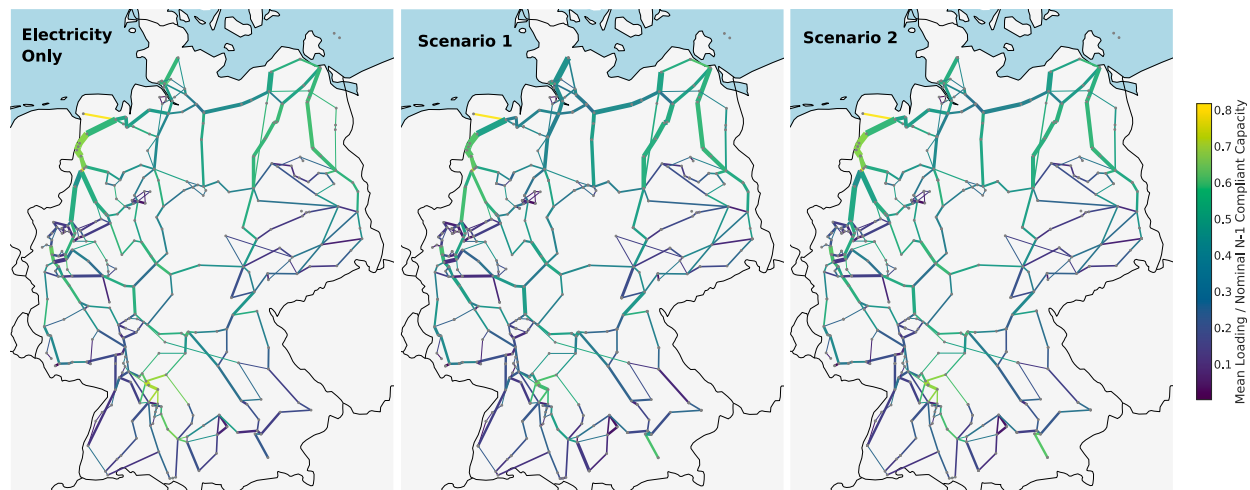 Electricity
Only
Scenario 1
Scenario 2
0.8
0.7
0.6
0.5
0.4
0.3
0.2
0.1
Mean Loading / Nominal N-1 Compliant Capacity